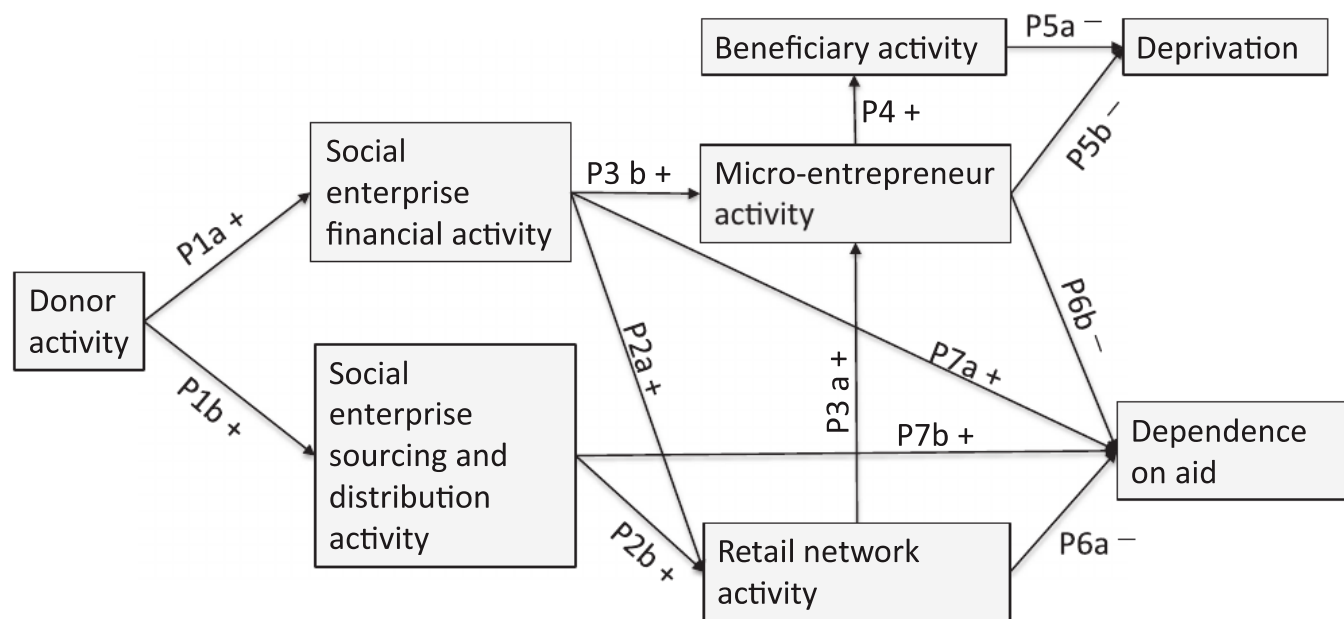 Beneficiary activity
P5a –
Deprivation
P4 +
P5b –
Social
enterprise
financial activity
P3 b +
Micro-entrepreneur
activity
P1a +
Donor
activity
P1b +
P2a +
P7a +
P6b –
P3 a +
Social
enterprise
sourcing and
distribution
activity
P7b +
Dependence
on aid
P2b +
Retail network
activity
P6a –